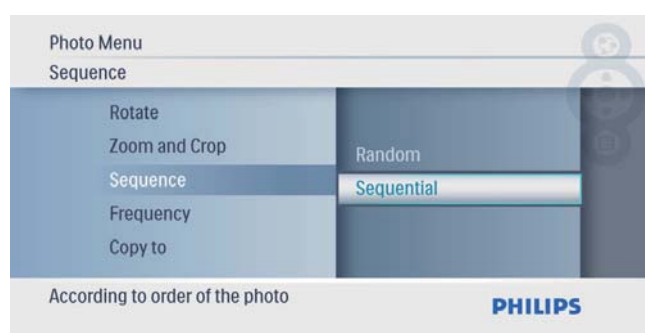 Photo Menu
Sequence
Rotate
Zoom and Crop
Sequence
Frequency
Copy to
Random
Sequential
According to order of the photo
PHILIPS